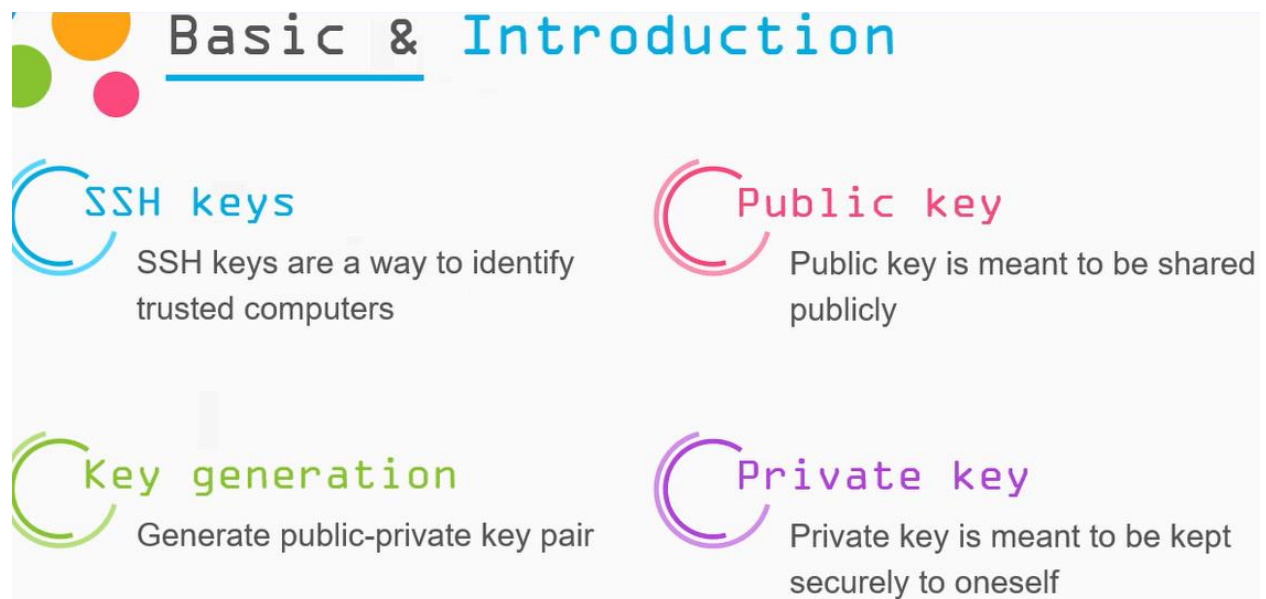 Basic & Introduction
SSH keys
SSH keys are a way to identify
trusted computers
Public key
Public key is meant to be shared
publicly
Key generation
Generate public-private key pair
Private key
Private key is meant to be kept
securely to oneself